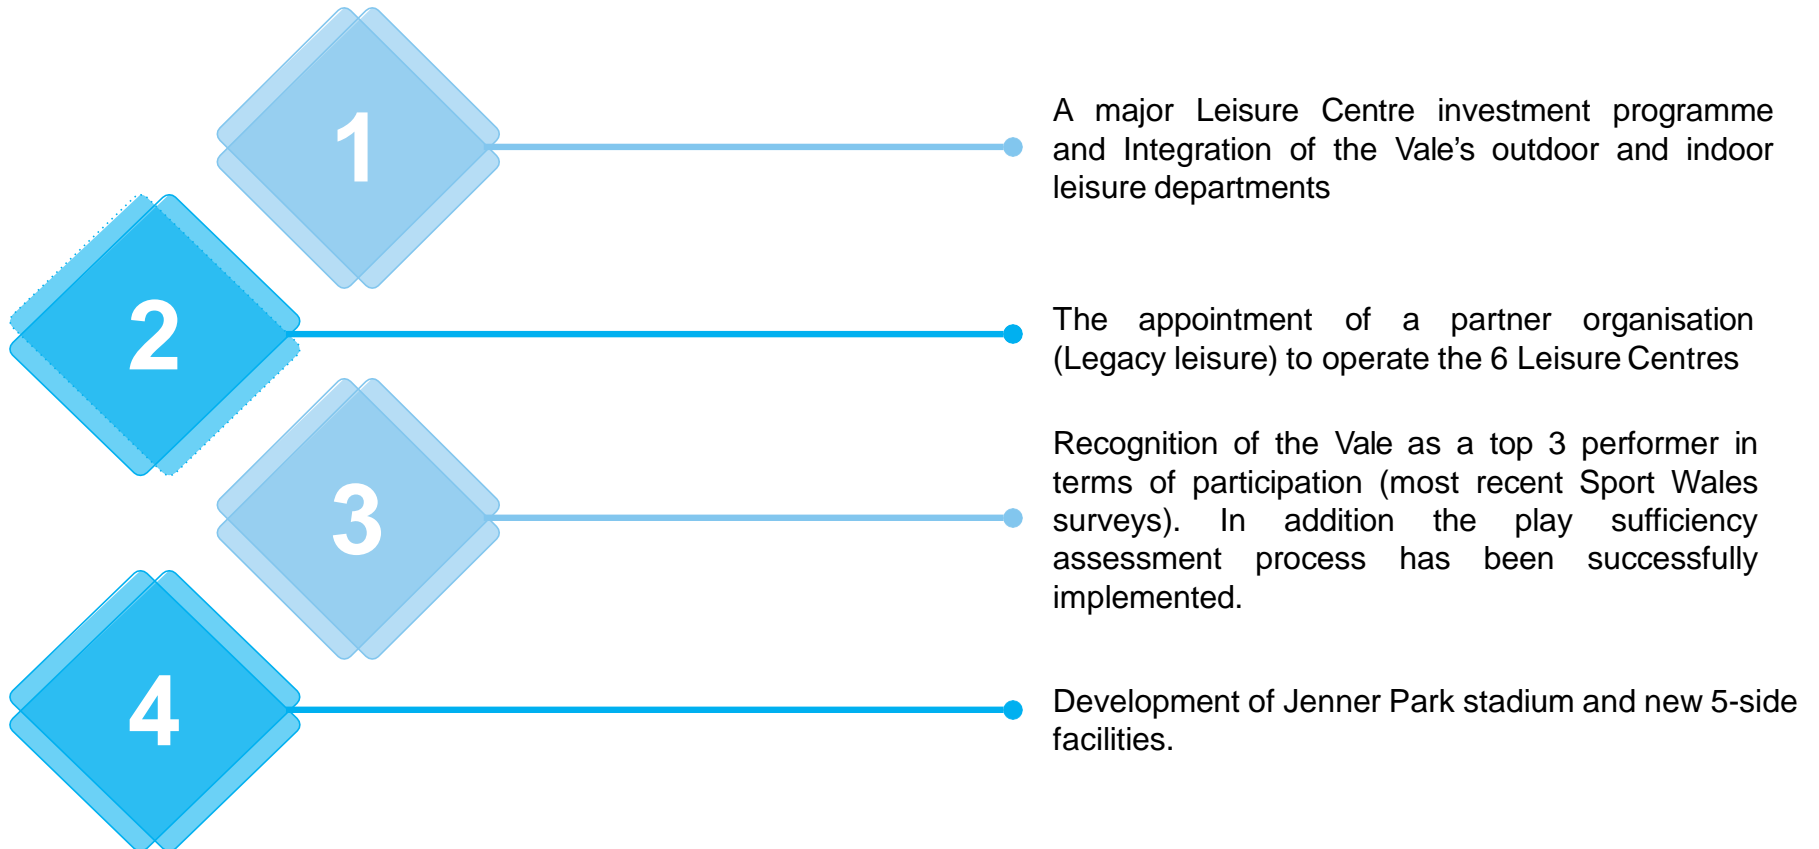 1
A major Leisure Centre investment programme
and Integration of the Vale’s outdoor and indoor
leisure departments
2
The appointment of a partner organisation
(Legacy leisure) to operate the 6 Leisure Centres
3
Recognition of the Vale as a top 3 performer in
terms of participation (most recent Sport Wales
surveys). In addition the play sufficiency
assessment process has been successfully
implemented.
4
Development of Jenner Park stadium and new 5-side
facilities.